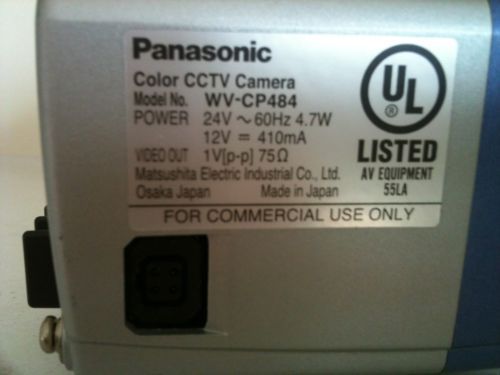 Panasonic
Color CCTV Camera
Model No. WV-CP484
POWER 24V ~ 60Hz 4.7W
12V ⎓ 410mA
VIDEO OUT 1V[p-p] 75Ω
Matsushita Electric Industrial Co., Ltd.
Osaka Japan Made in Japan
UL ®
LISTED
AV EQUIPMENT
55LA
FOR COMMERCIAL USE ONLY